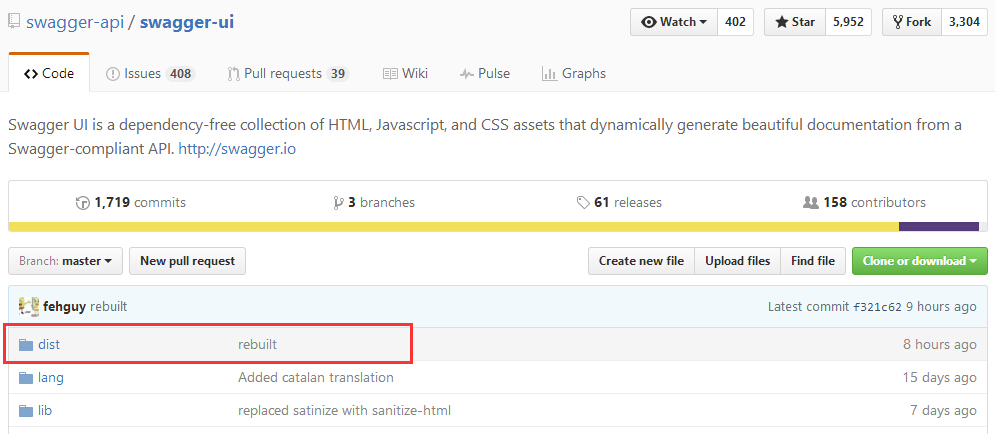 swagger-api / swagger-ui Watch 402 Star 5,952 Fork 3,304
Code Issues 408 Pull requests 39 Wiki Pulse Graphs
Swagger UI is a dependency-free collection of HTML, Javascript, and CSS assets that dynamically generate beautiful documentation from a
Swagger-compliant API. http://swagger.io
1,719 commits 3 branches 61 releases 158 contributors
Branch: master New pull request Create new file Upload files Find file Clone or download
fehguy rebuilt Latest commit f321c62 9 hours ago
dist rebuilt 8 hours ago
lang Added catalan translation 15 days ago
lib replaced satinize with sanitize-html 7 days ago